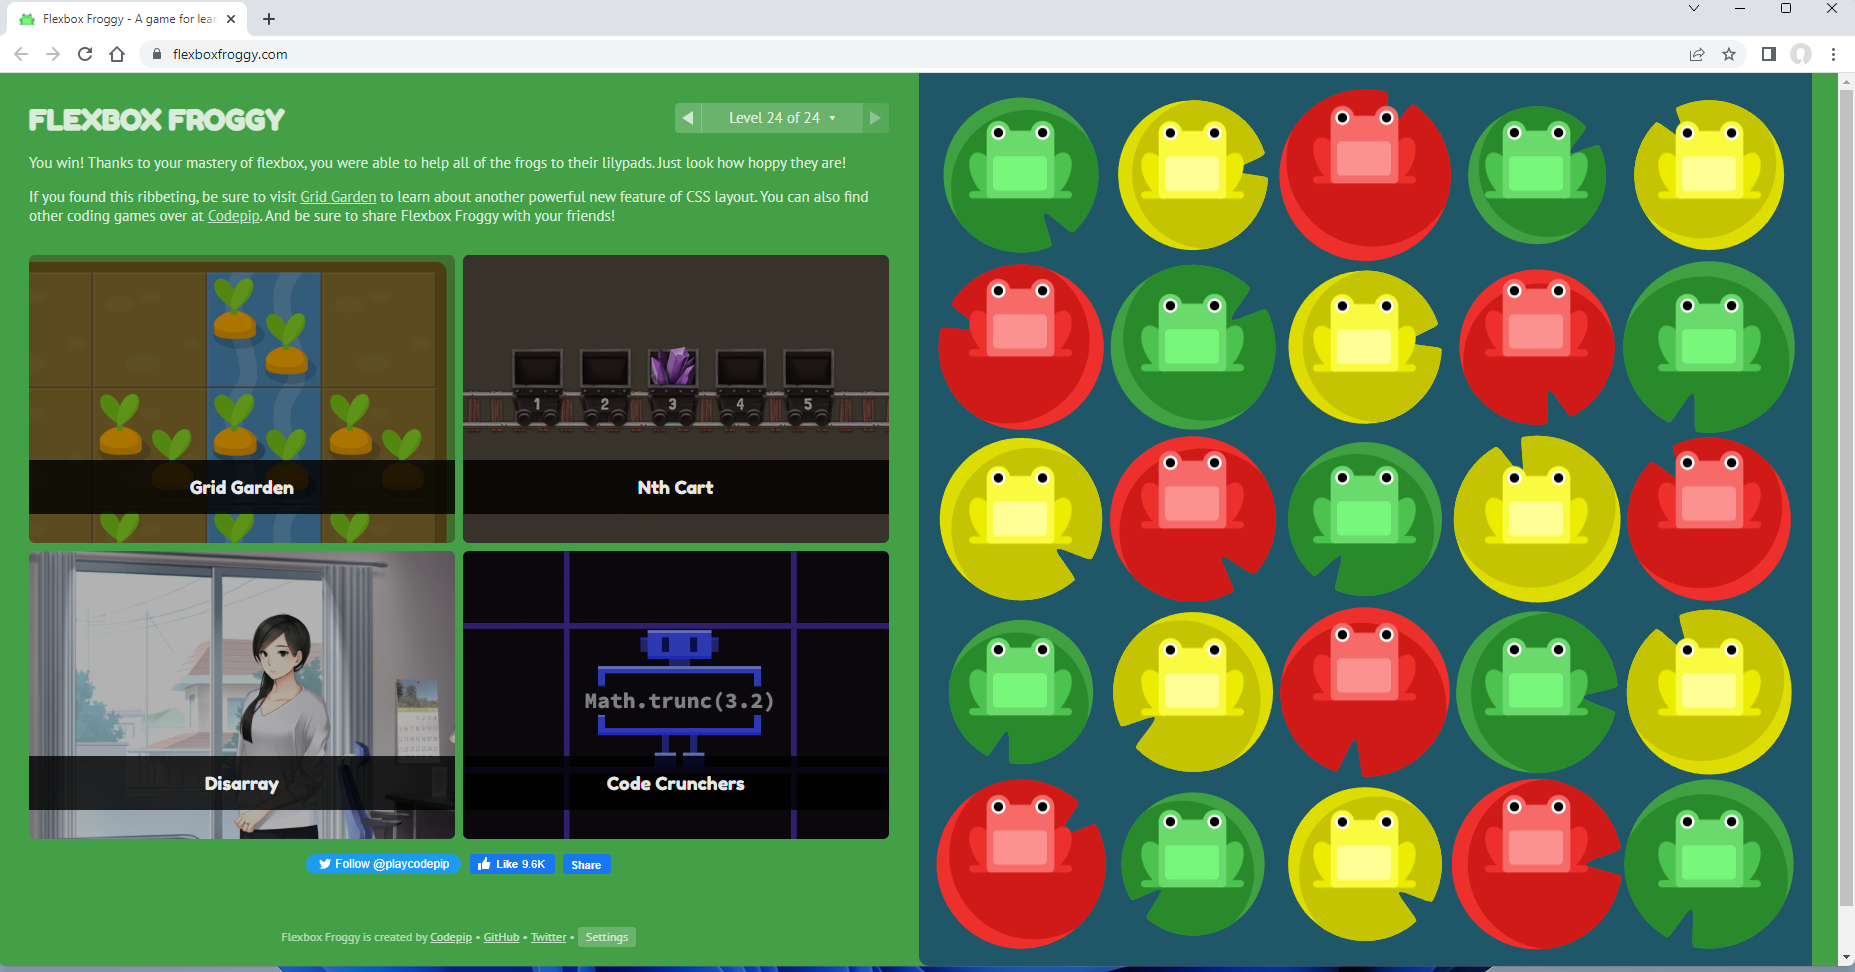 Flexbox Froggy - A game for lear
flexboxfroggy.com
FLEXBOX FROGGY
Level 24 of 24
You win! Thanks to your mastery of flexbox, you were able to help all of the frogs to their lilypads. Just look how hoppy they are!
If you found this ribbeting, be sure to visit Grid Garden to learn about another powerful new feature of CSS layout. You can also find
other coding games over at Codepip. And be sure to share Flexbox Froggy with your friends!
1 2 3 4 5
Grid Garden
Nth Cart
Math.trunc(3.2)
Disarray
Code Crunchers
Follow @playcodepip
Like 9.6K
Share
Flexbox Froggy is created by Codepip • GitHub • Twitter • Settings